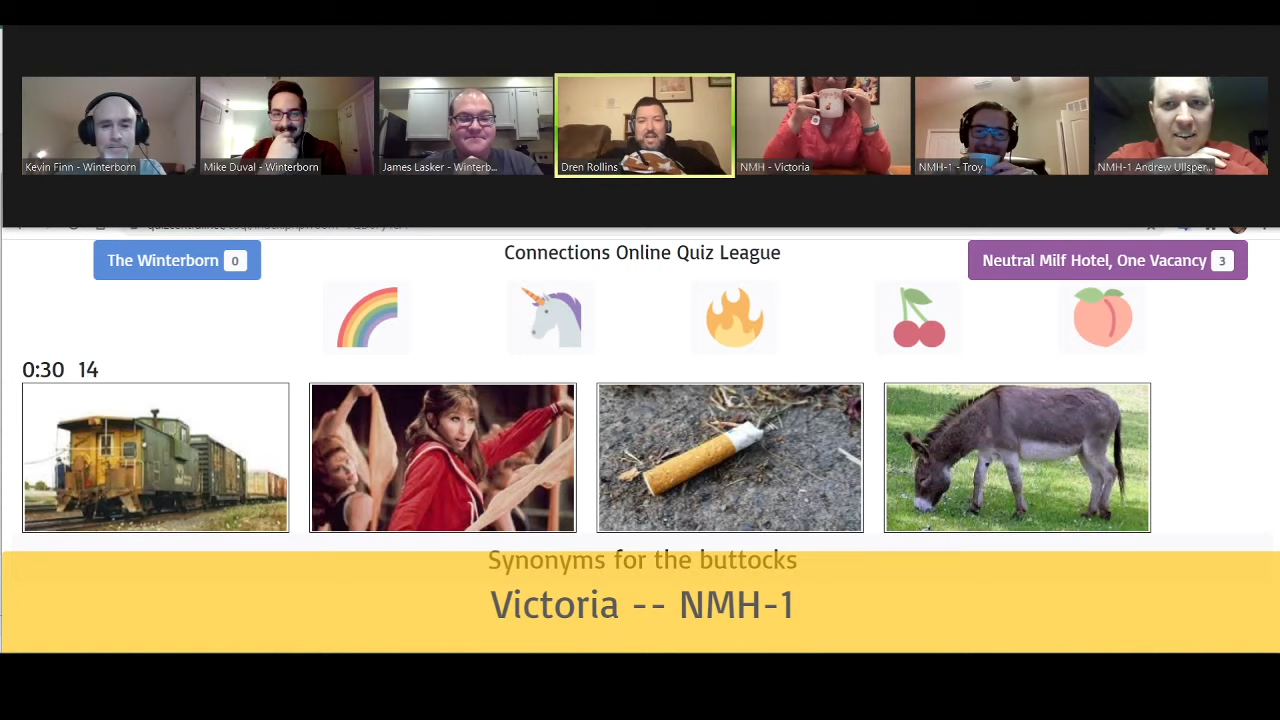 Kevin Finn - Winterborn
Mike Duval - Winterborn
James Lasker - Winterb...
Dren Rollins
NMH - Victoria
NMH-1 - Troy
NMH-1 Andrew Ullsper...
The Winterborn 0
Connections Online Quiz League
Neutral Milf Hotel, One Vacancy 3
0:30 14
Synonyms for the buttocks
Victoria -- NMH-1